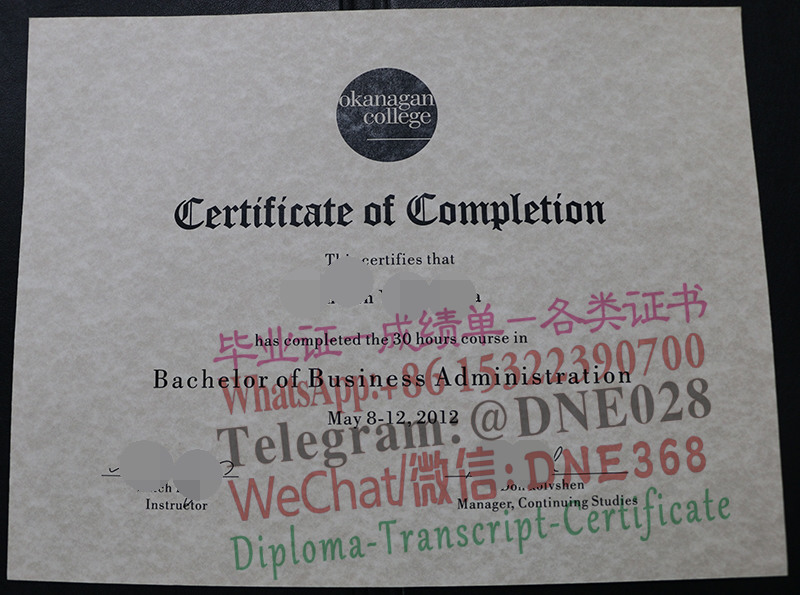 okanagan
college
Certificate of Completion
certifies that
毕业证—成绩单—各类证书
has completed the 30 hours course in
WhatsApp:+86 15322390700
Bachelor of Business Administration
May 8-12, 2012
Telegram:@DNE028
WeChat/微信:DNE368
Instructor
Manager, Continuing Studies
Diploma-Transcript-Certificate